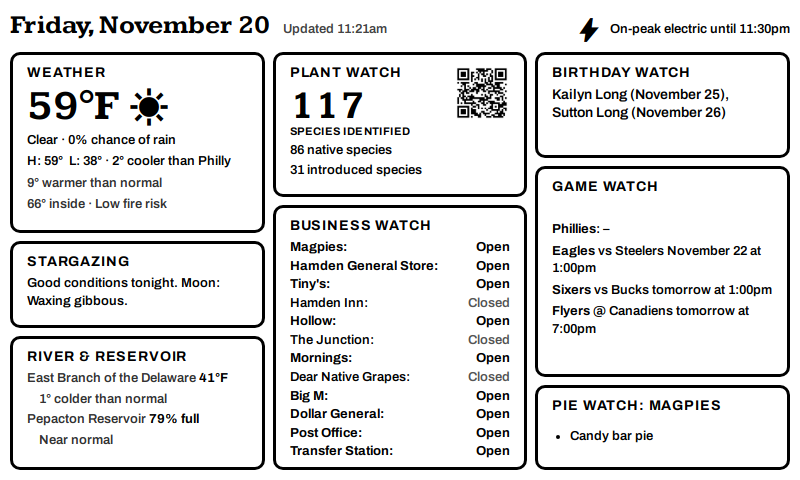 Friday, November 20
Updated 11:21am
On-peak electric until 11:30pm
WEATHER
59°F
Clear · 0% chance of rain
H: 59° L: 38° · 2° cooler than Philly
9° warmer than normal
66° inside · Low fire risk
STARGAZING
Good conditions tonight. Moon:
Waxing gibbous.
RIVER & RESERVOIR
East Branch of the Delaware 41°F
1° colder than normal
Pepacton Reservoir 79% full
Near normal
PLANT WATCH
117
SPECIES IDENTIFIED
86 native species
31 introduced species
BUSINESS WATCH
Magpies: Open
Hamden General Store: Open
Tiny's: Open
Hamden Inn: Closed
Hollow: Open
The Junction: Closed
Mornings: Open
Dear Native Grapes: Closed
Big M: Open
Dollar General: Open
Post Office: Open
Transfer Station: Open
BIRTHDAY WATCH
Kailyn Long (November 25),
Sutton Long (November 26)
GAME WATCH
Phillies: –
Eagles vs Steelers November 22 at
1:00pm
Sixers vs Bucks tomorrow at 1:00pm
Flyers @ Canadiens tomorrow at
7:00pm
PIE WATCH: MAGPIES
• Candy bar pie